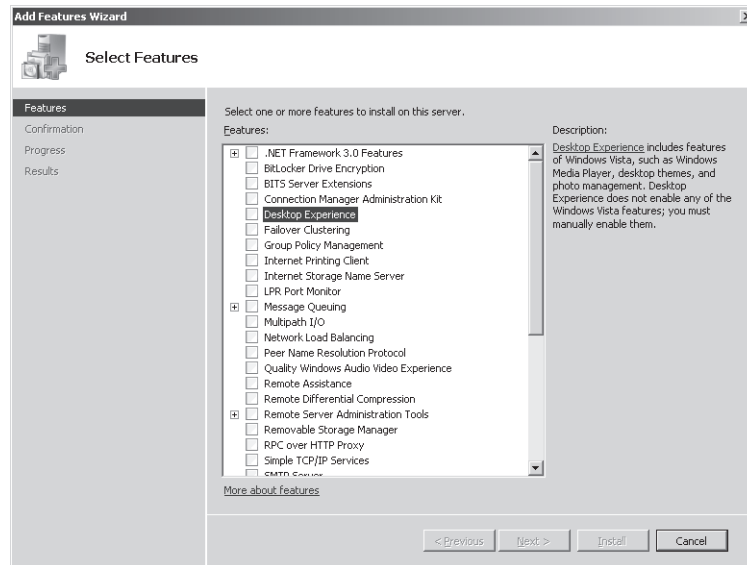 Add Features Wizard
Select Features
Features
Confirmation
Progress
Results
Select one or more features to install on this server.
Features:
.NET Framework 3.0 Features
BitLocker Drive Encryption
BITS Server Extensions
Connection Manager Administration Kit
Desktop Experience
Failover Clustering
Group Policy Management
Internet Printing Client
Internet Storage Name Server
LPR Port Monitor
Message Queuing
Multipath I/O
Network Load Balancing
Peer Name Resolution Protocol
Quality Windows Audio Video Experience
Remote Assistance
Remote Differential Compression
Remote Server Administration Tools
Removable Storage Manager
RPC over HTTP Proxy
Simple TCP/IP Services
SMTP Server
More about features
Description:
Desktop Experience includes features
of Windows Vista, such as Windows
Media Player, desktop themes, and
photo management. Desktop
Experience does not enable any of the
Windows Vista features; you must
manually enable them.
< Previous
Next >
Install
Cancel